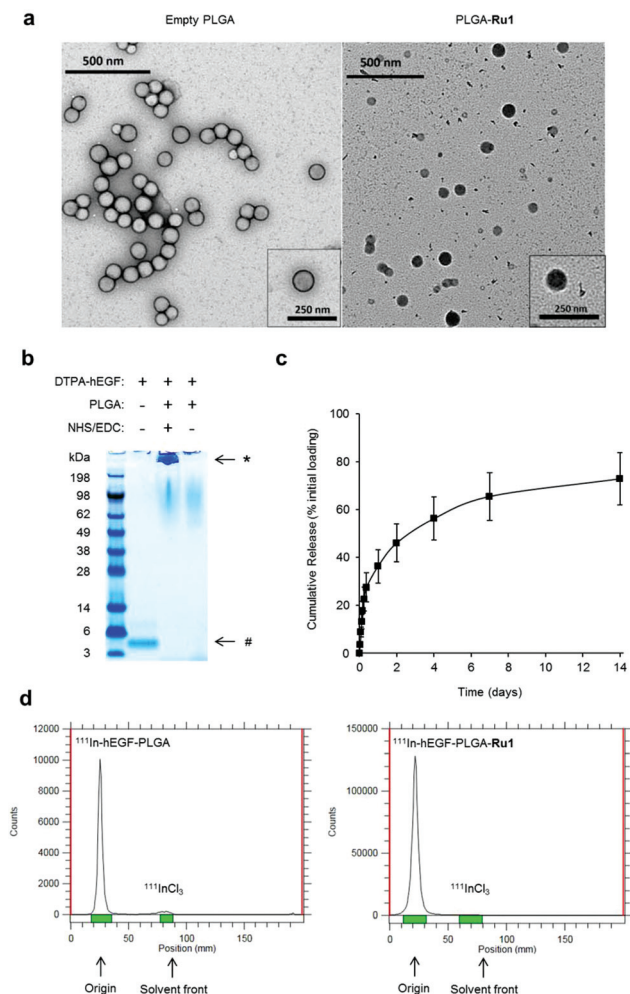 a
Empty PLGA
PLGA-Ru1
500 nm
250 nm
500 nm
250 nm
b
DTPA-hEGF: + + +
PLGA: - + +
NHS/EDC: - + -
kDa
198
98
62
49
38
28
14
6
3
*
#
c
Cumulative Release (% initial loading)
100
80
60
40
20
0
0 2 4 6 8 10 12 14
Time (days)
d
¹¹¹In-hEGF-PLGA
¹¹¹InCl₃
Counts
12000
10000
8000
6000
4000
2000
0
0 50 100 150
Position (mm)
Origin
Solvent front
¹¹¹In-hEGF-PLGA-Ru1
¹¹¹InCl₃
Counts
150000
100000
50000
0
0 50 100 150
Position (mm)
Origin
Solvent front